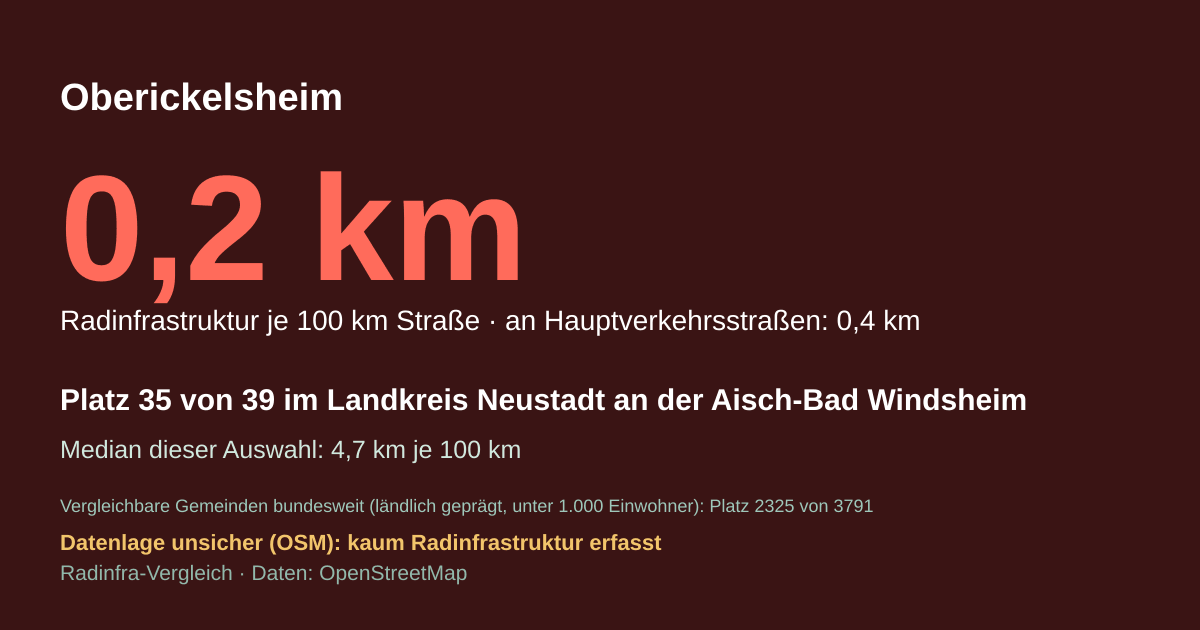 Oberickelsheim
0,2 km
Radinfrastruktur je 100 km Straße · an Hauptverkehrsstraßen: 0,4 km
Platz 35 von 39 im Landkreis Neustadt an der Aisch-Bad Windsheim
Median dieser Auswahl: 4,7 km je 100 km
Vergleichbare Gemeinden bundesweit (ländlich geprägt, unter 1.000 Einwohner): Platz 2325 von 3791
Datenlage unsicher (OSM): kaum Radinfrastruktur erfasst
Radinfra-Vergleich · Daten: OpenStreetMap